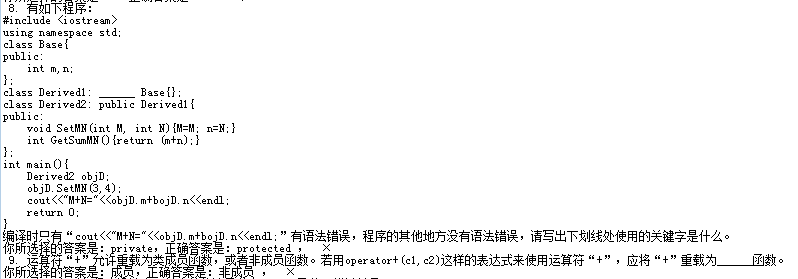 8. 有如下程序:
#include <iostream>
using namespace std;
class Base{
public:
int m,n;
};
class Derived1: ______ Base{};
class Derived2: public Derived1{
public:
void SetMN(int M, int N){M=M; n=N;}
int GetSumMN(){return (m+n);}
};
int main(){
Derived2 objD;
objD.SetMN(3,4);
cout<<"M+N="<<objD.m+bojD.n<<endl;
return 0;
}
编译时只有“cout<<"M+N="<<objD.m+bojD.n<<endl;”有语法错误，程序的其他地方没有语法错误，请写出下划线处使用的关键字是什么。
你所选择的答案是: private, 正确答案是: protected ， ×
9. 运算符“+”允许重载为类成员函数，或者非成员函数。若用operator+(c1,c2)这样的表达式来使用运算符“+”，应将“+”重载为______函数。
你所选择的答案是: 成员, 正确答案是: 非成员 ， ×